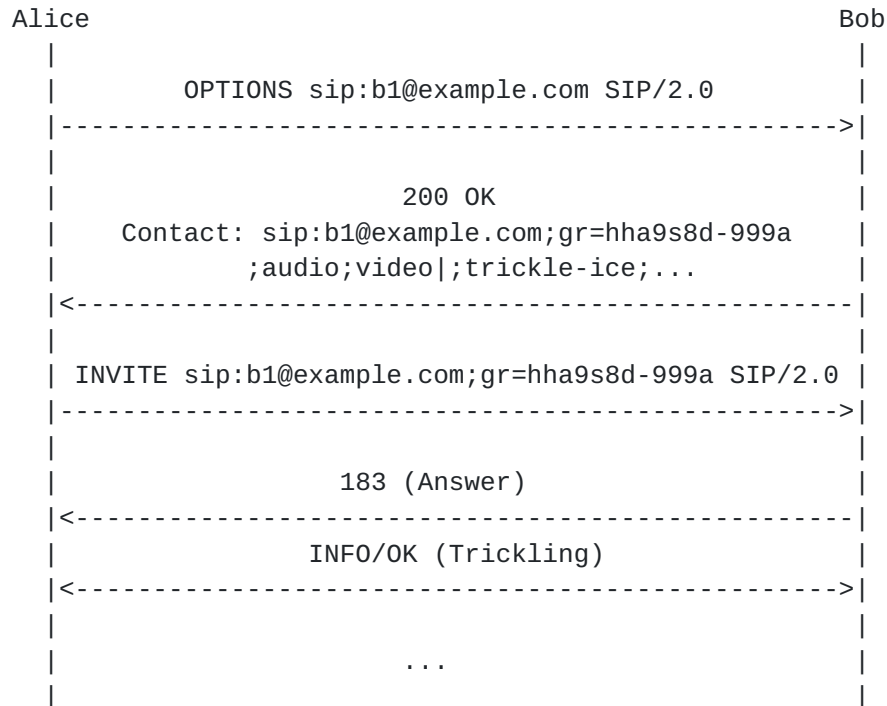 Alice Bob
OPTIONS sip:b1@example.com SIP/2.0
200 OK
Contact: sip:b1@example.com;gr=hha9s8d-999a
;audio;video|;trickle-ice;...
INVITE sip:b1@example.com;gr=hha9s8d-999a SIP/2.0
183 (Answer)
INFO/OK (Trickling)
...